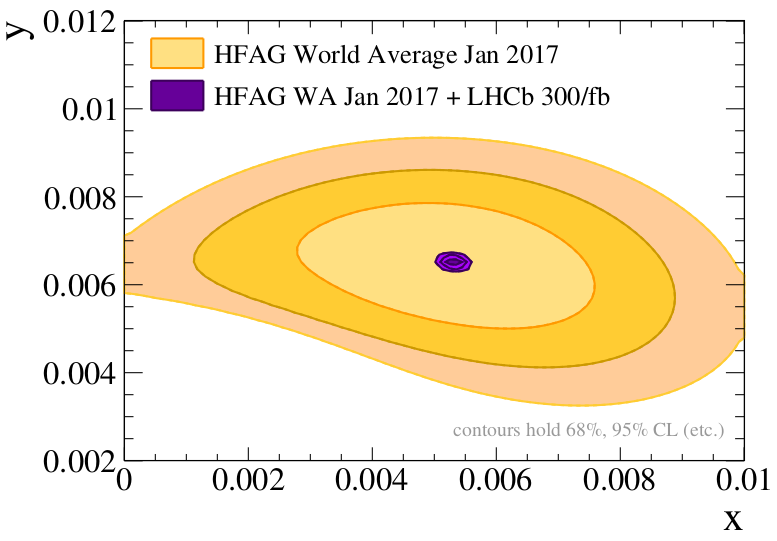 y
0.012
HFAG World Average Jan 2017
HFAG WA Jan 2017 + LHCb 300/fb
0.01
0.008
0.006
0.004
contours hold 68%, 95% CL (etc.)
0.002
0 0.002 0.004 0.006 0.008 0.01
x